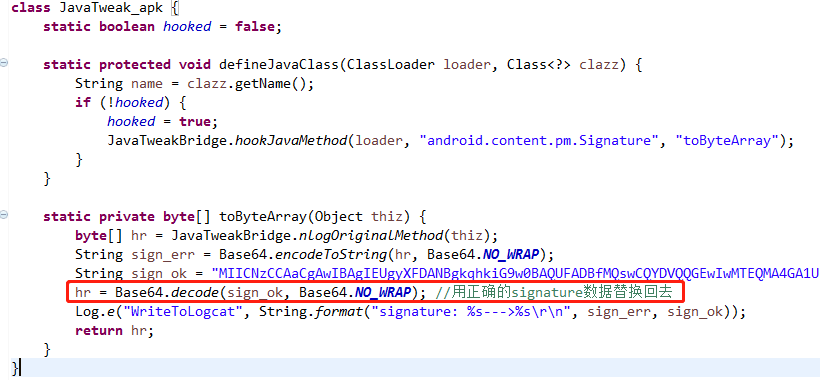 class JavaTweak_apk {
static boolean hooked = false;
static protected void defineJavaClass(ClassLoader loader, Class<?> clazz) {
String name = clazz.getName();
if (!hooked) {
hooked = true;
JavaTweakBridge.hookJavaMethod(loader, "android.content.pm.Signature", "toByteArray");
}
}
static private byte[] toByteArray(Object thiz) {
byte[] hr = JavaTweakBridge.nlogOriginalMethod(thiz);
String sign_err = Base64.encodeToString(hr, Base64.NO_WRAP);
String sign_ok = "MIICNzCCAaCgAwIBAgIEUgyXFDANBgkqhkiG9w0BAQUFADBfMQswCQYDVQQGEwIwMTEQMA4GA1U
hr = Base64.decode(sign_ok, Base64.NO_WRAP); //用正确的signature数据替换回去
Log.e("WriteToLogcat", String.format("signature: %s--->%s\r\n", sign_err, sign_ok));
return hr;
}
}